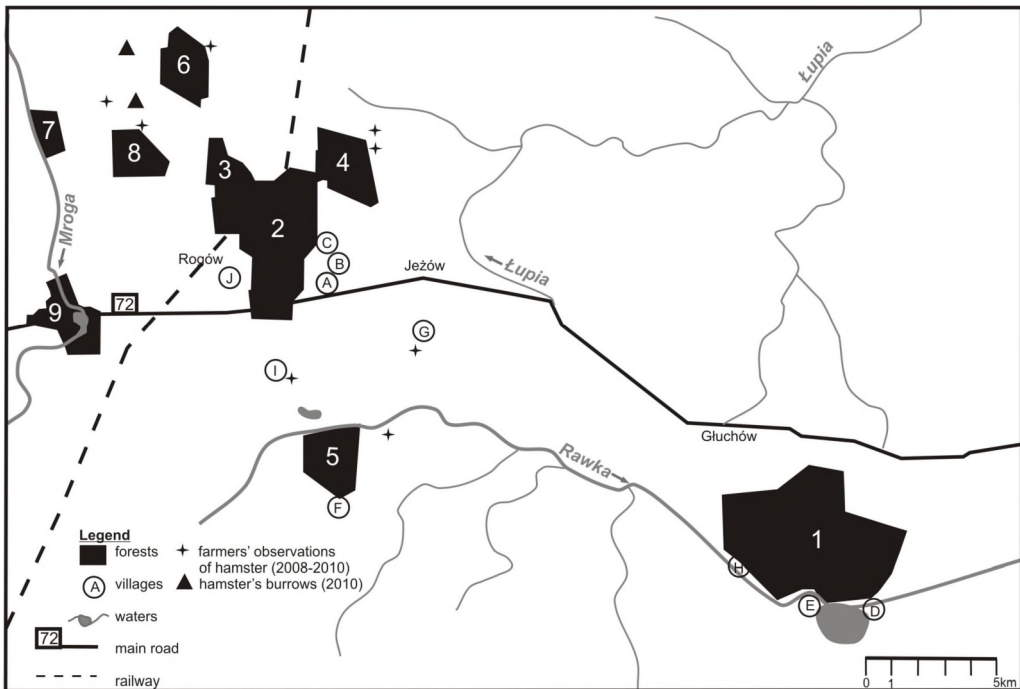 Łupia
6
7
8
3
4
Mroga
2
C
B
Rogów
J
A
Jeżów
Łupia
72
9
G
I
Głuchów
5
Rawka
F
1
H
E
D
Legend
forests
farmers' observations
of hamster (2008-2010)
A
villages
hamster's burrows (2010)
waters
72
main road
railway
0 1 5km